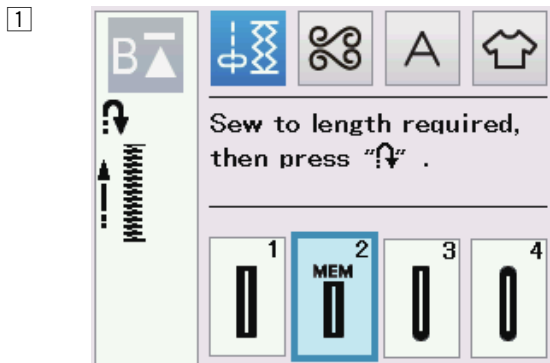 1
B
A
Sew to length required,
then press "".
1
2
3
4
MEM